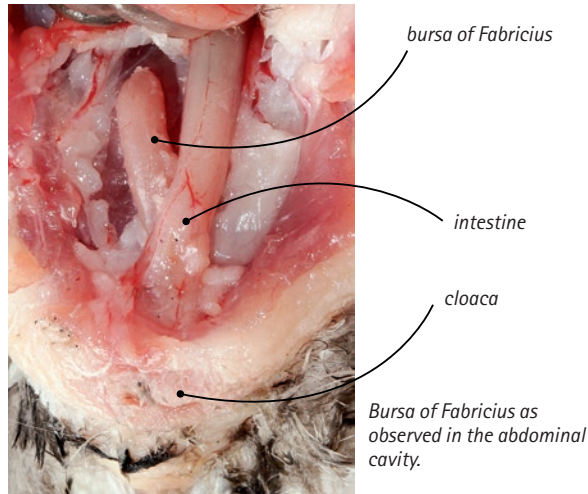 bursa of Fabricius
intestine
cloaca
Bursa of Fabricius as
observed in the abdominal
cavity.